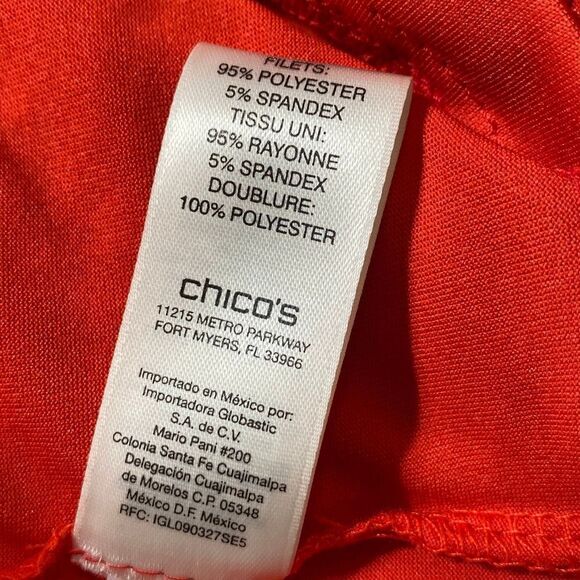 FILETS:
95% POLYESTER
5% SPANDEX
TISSU UNI:
95% RAYONNE
5% SPANDEX
DOUBLURE:
100% POLYESTER
chico's
11215 METRO PARKWAY
FORT MYERS, FL 33966
Importado en México por:
Importadora Globastic
S.A. de C.V.
Mario Pani #200
Colonia Santa Fe Cuajimalpa
Delegación Cuajimalpa
de Morelos C.P. 05348
México D.F. México
RFC: IGL090327SE5